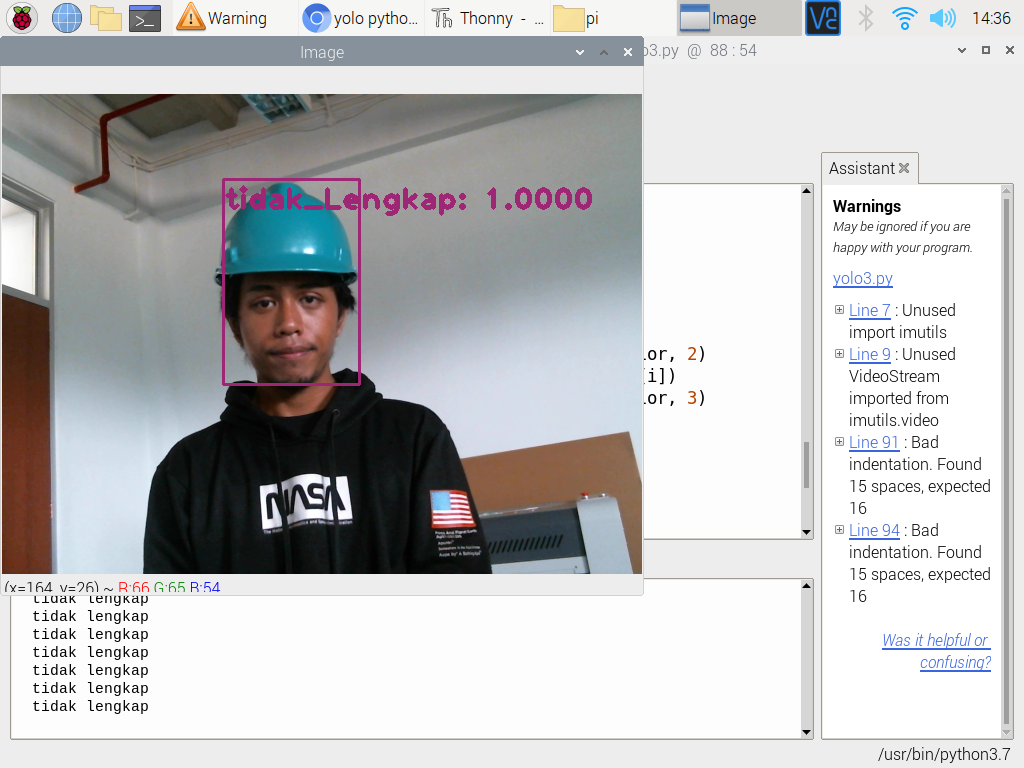 Warning
yolo pytho...
Thonny - ...
pi
Image
14:36
Image
o3.py @ 88 : 54
tidak_Lengkap: 1.0000
NASA
lor, 2)
[i])
lor, 3)
(x=164, y=26) ~ R:66 G:65 B:54
tidak lengkap
tidak lengkap
tidak lengkap
tidak lengkap
tidak lengkap
tidak lengkap
tidak lengkap
Assistant
Warnings
May be ignored if you are
happy with your program.
yolo3.py
Line 7 : Unused
import imutils
Line 9 : Unused
VideoStream
imported from
imutils.video
Line 91 : Bad
indentation. Found
15 spaces, expected
16
Line 94 : Bad
indentation. Found
15 spaces, expected
16
Was it helpful or
confusing?
/usr/bin/python3.7